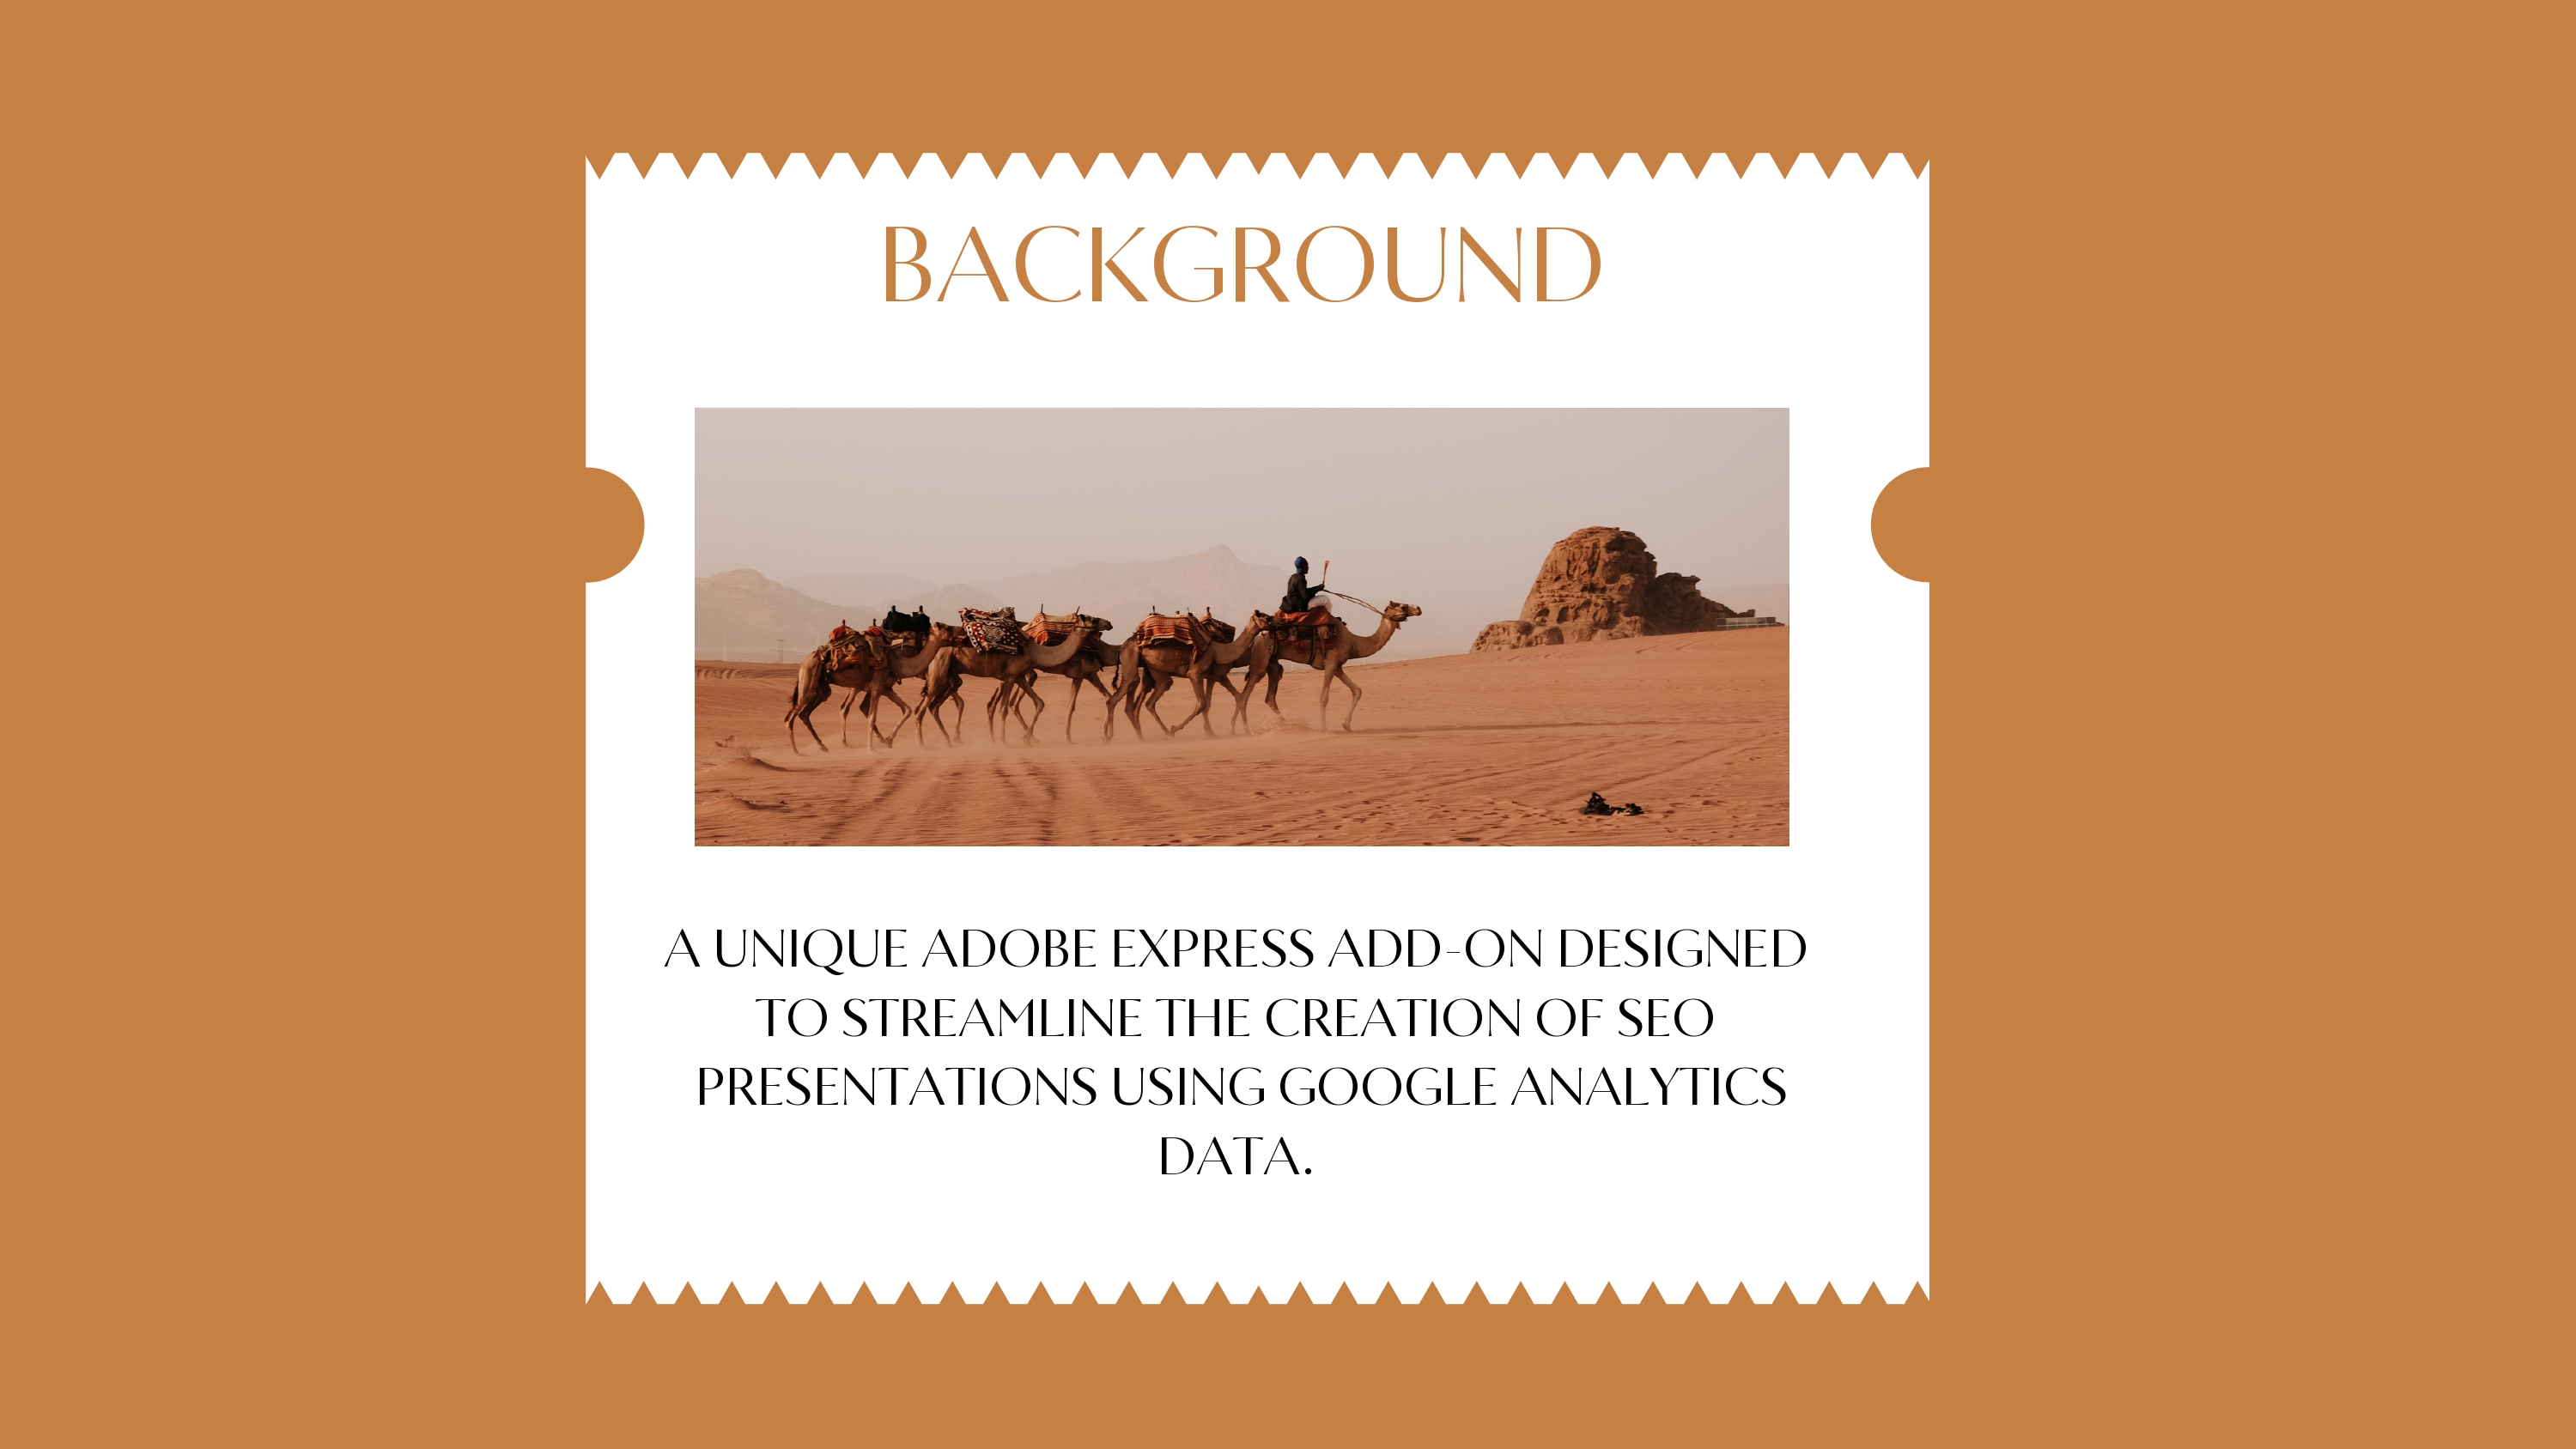 BACKGROUND
A UNIQUE ADOBE EXPRESS ADD-ON DESIGNED
TO STREAMLINE THE CREATION OF SEO
PRESENTATIONS USING GOOGLE ANALYTICS
DATA.